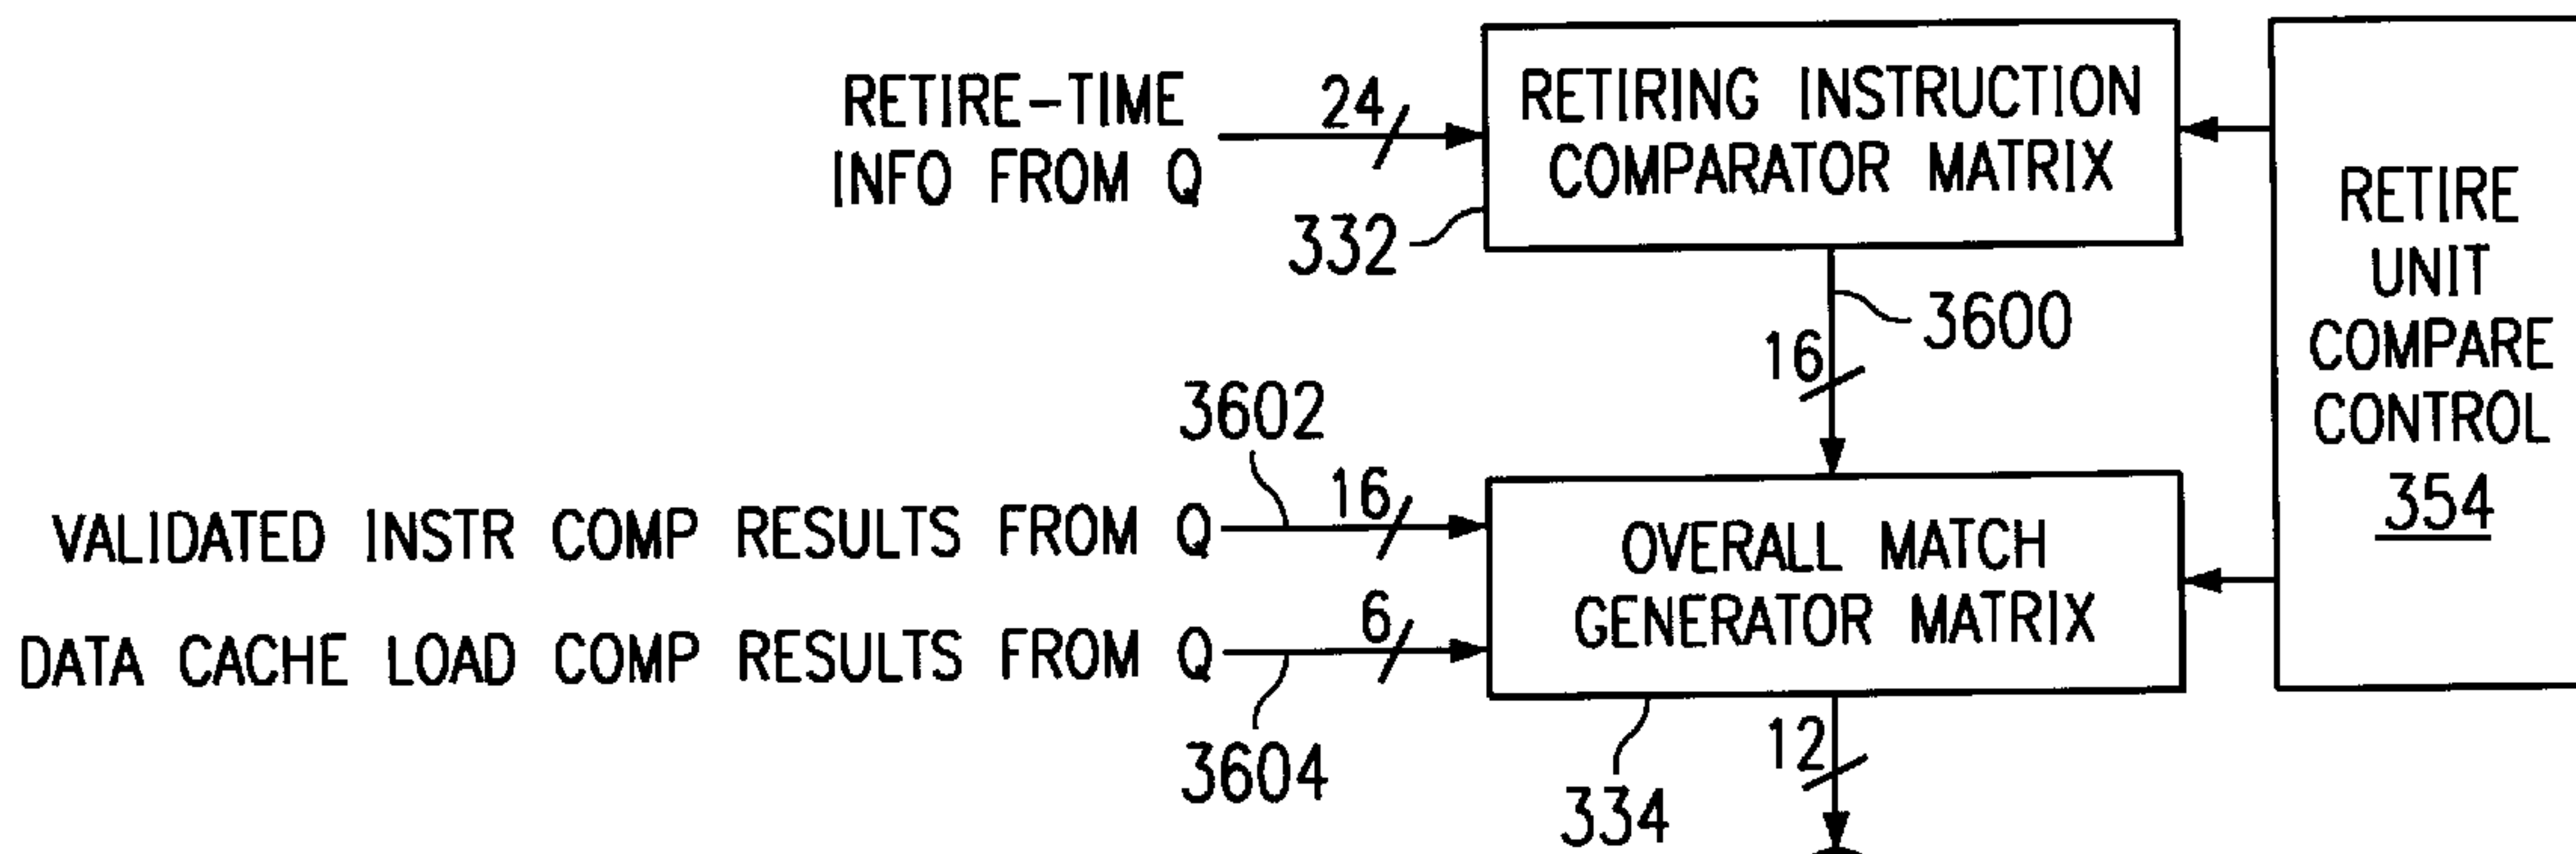 RETIRE-TIME
INFO FROM Q
24
RETIRING INSTRUCTION
COMPARATOR MATRIX
332
3600
16
RETIRE
UNIT
COMPARE
CONTROL
354
3602
VALIDATED INSTR COMP RESULTS FROM Q
16
DATA CACHE LOAD COMP RESULTS FROM Q
6
3604
OVERALL MATCH
GENERATOR MATRIX
334
12